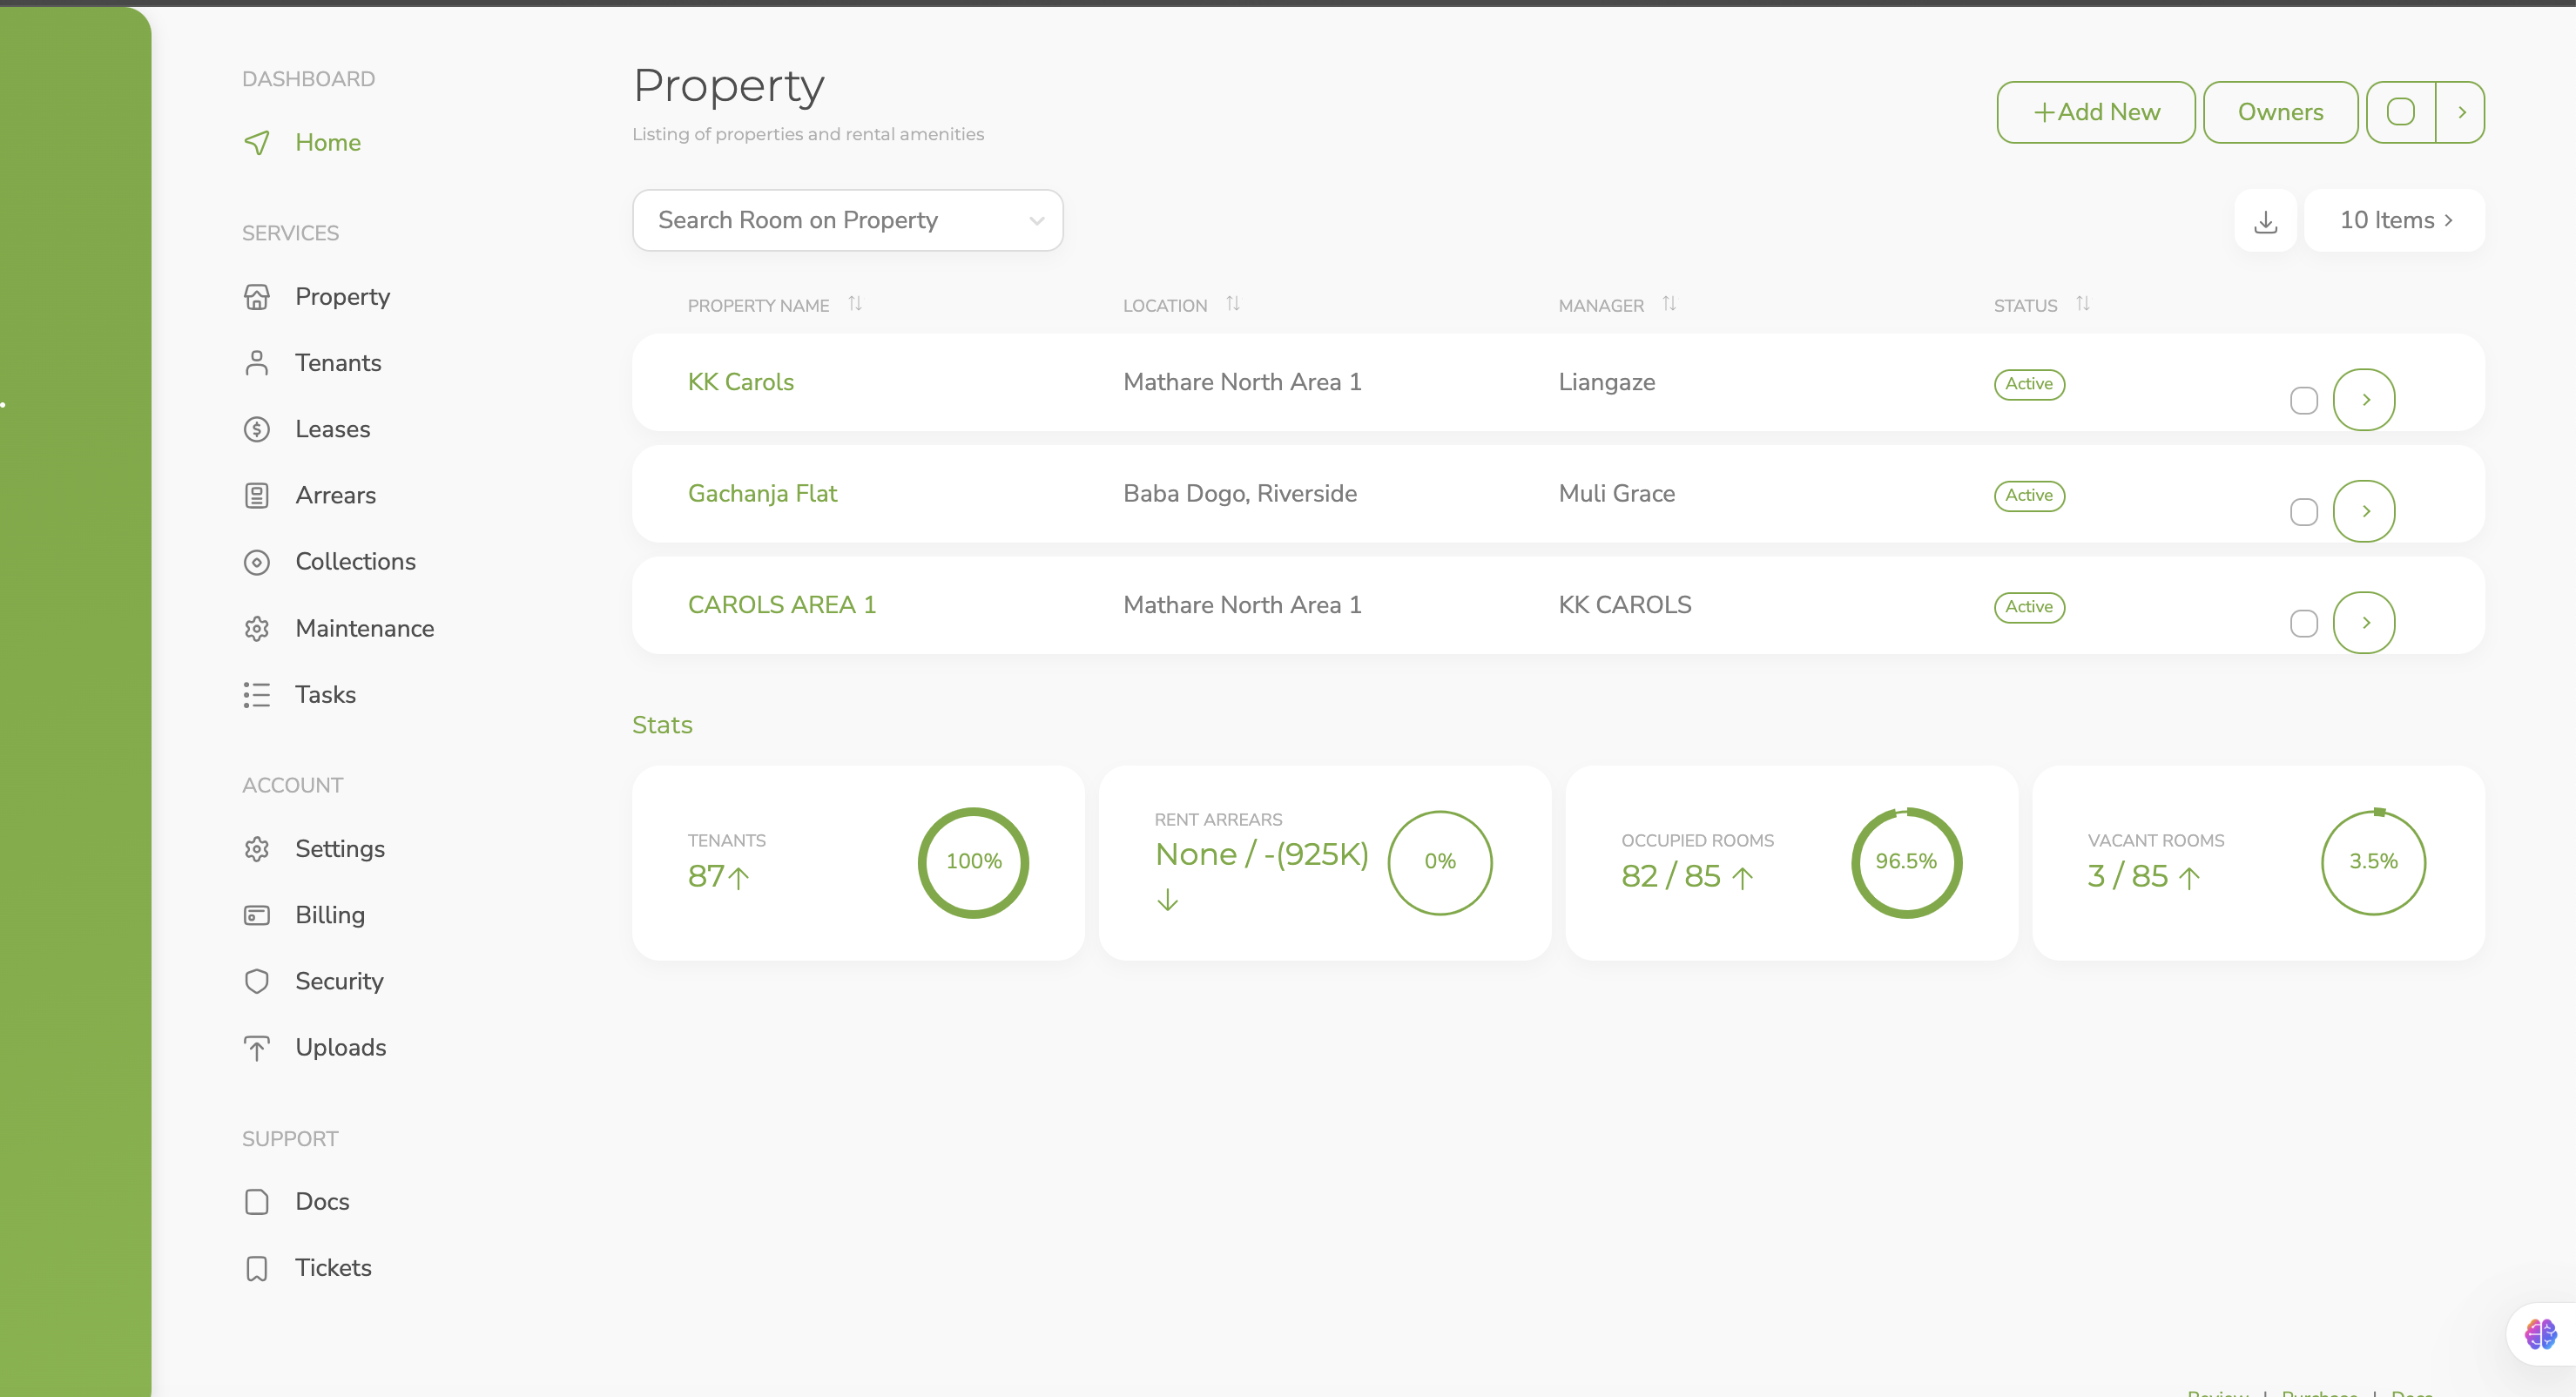 DASHBOARD
Home
SERVICES
Property
Tenants
Leases
Arrears
Collections
Maintenance
Tasks
ACCOUNT
Settings
Billing
Security
Uploads
SUPPORT
Docs
Tickets
Property
Listing of properties and rental amenities
+Add New
Owners
Search Room on Property
10 Items
PROPERTY NAME LOCATION MANAGER STATUS
KK Carols Mathare North Area 1 Liangaze Active
Gachanja Flat Baba Dogo, Riverside Muli Grace Active
CAROLS AREA 1 Mathare North Area 1 KK CAROLS Active
Stats
TENANTS
87
100%
RENT ARREARS
None / -(925K)
0%
OCCUPIED ROOMS
82 / 85
96.5%
VACANT ROOMS
3 / 85
3.5%